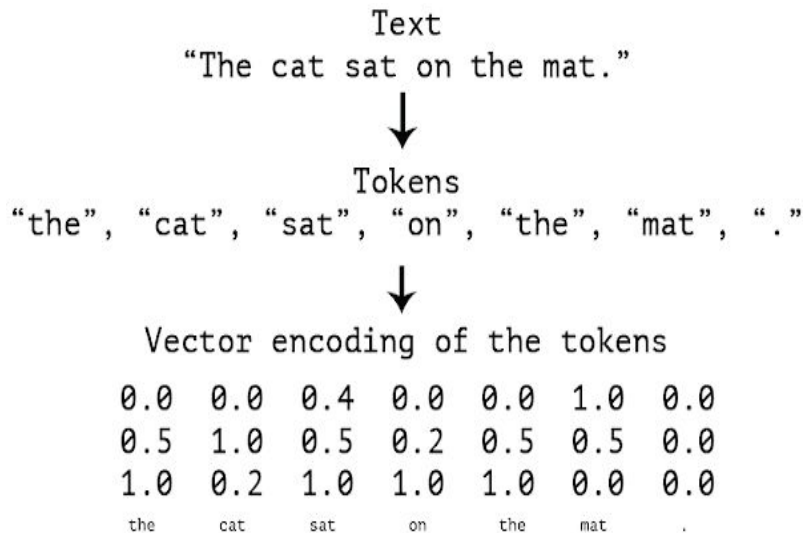 Text
“The cat sat on the mat.”
Tokens
“the”, “cat”, “sat”, “on”, “the”, “mat”, “.”
Vector encoding of the tokens
0.0 0.0 0.4 0.0 0.0 1.0 0.0
0.5 1.0 0.5 0.2 0.5 0.5 0.0
1.0 0.2 1.0 1.0 1.0 0.0 0.0
the cat sat on the mat .